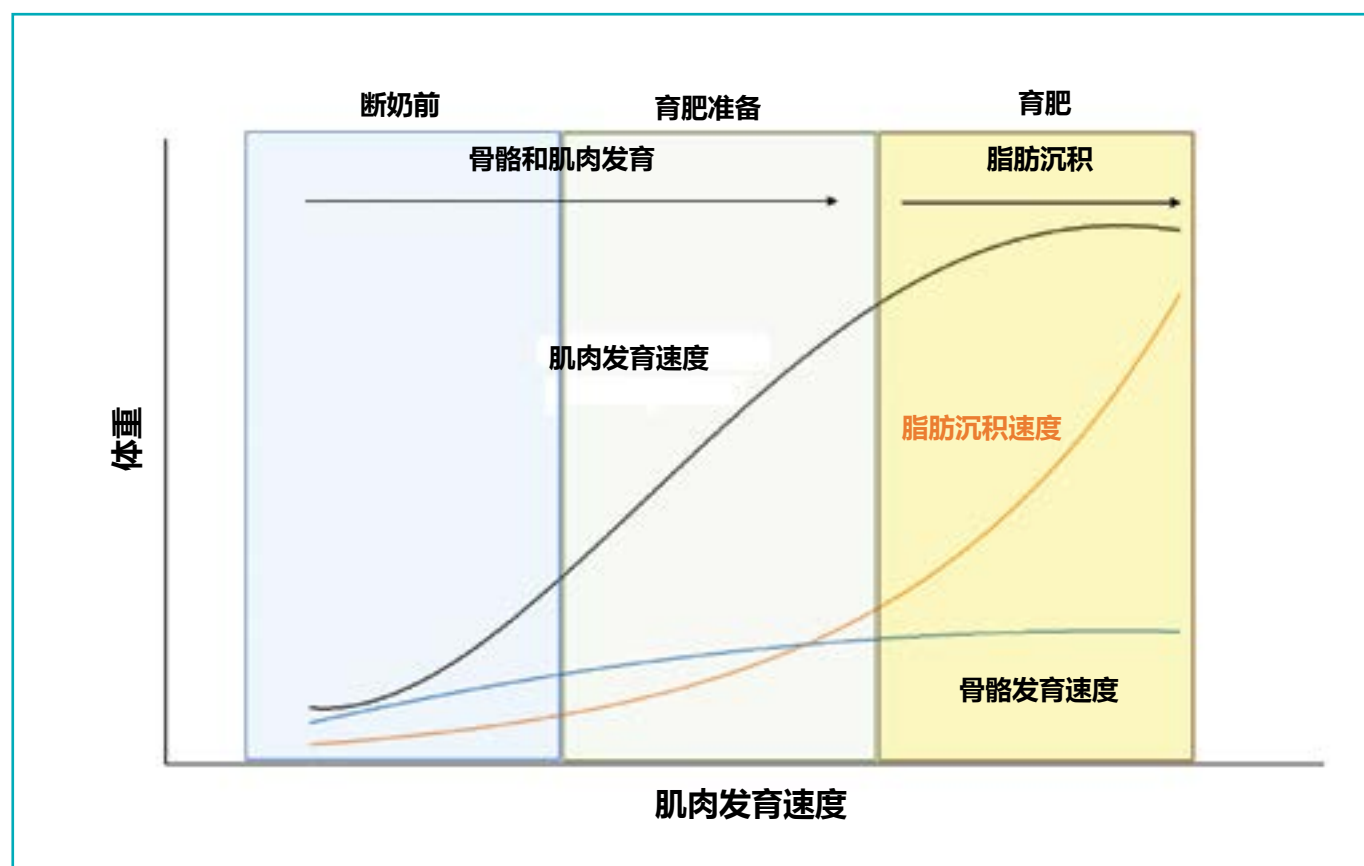 断奶前
育肥准备
育肥
骨骼和肌肉发育
脂肪沉积
肌肉发育速度
脂肪沉积速度
体重
骨骼发育速度
肌肉发育速度